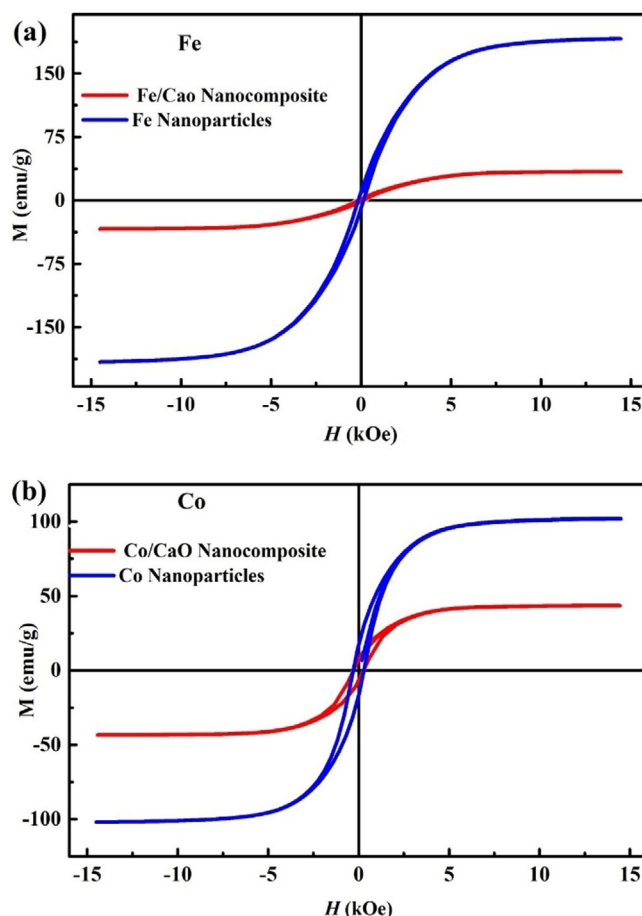 (a)
Fe
Fe/Cao Nanocomposite
Fe Nanoparticles
M (emu/g)
150
75
0
-75
-150
-15 -10 -5 0 5 10 15
H (kOe)
(b)
Co
Co/CaO Nanocomposite
Co Nanoparticles
M (emu/g)
100
50
0
-50
-100
-15 -10 -5 0 5 10 15
H (kOe)